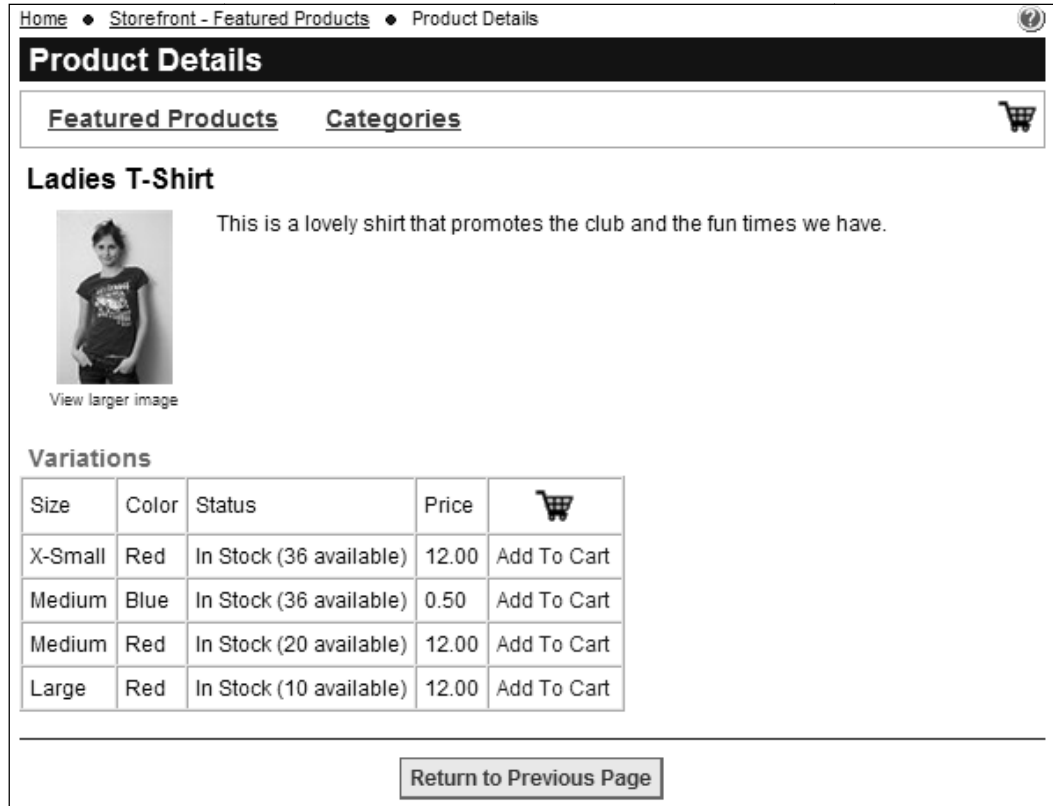 Home ● Storefront - Featured Products ● Product Details ?
Product Details
Featured Products Categories
Ladies T-Shirt
This is a lovely shirt that promotes the club and the fun times we have.
View larger image
Variations
Size Color Status Price
X-Small Red In Stock (36 available) 12.00 Add To Cart
Medium Blue In Stock (36 available) 0.50 Add To Cart
Medium Red In Stock (20 available) 12.00 Add To Cart
Large Red In Stock (10 available) 12.00 Add To Cart
Return to Previous Page